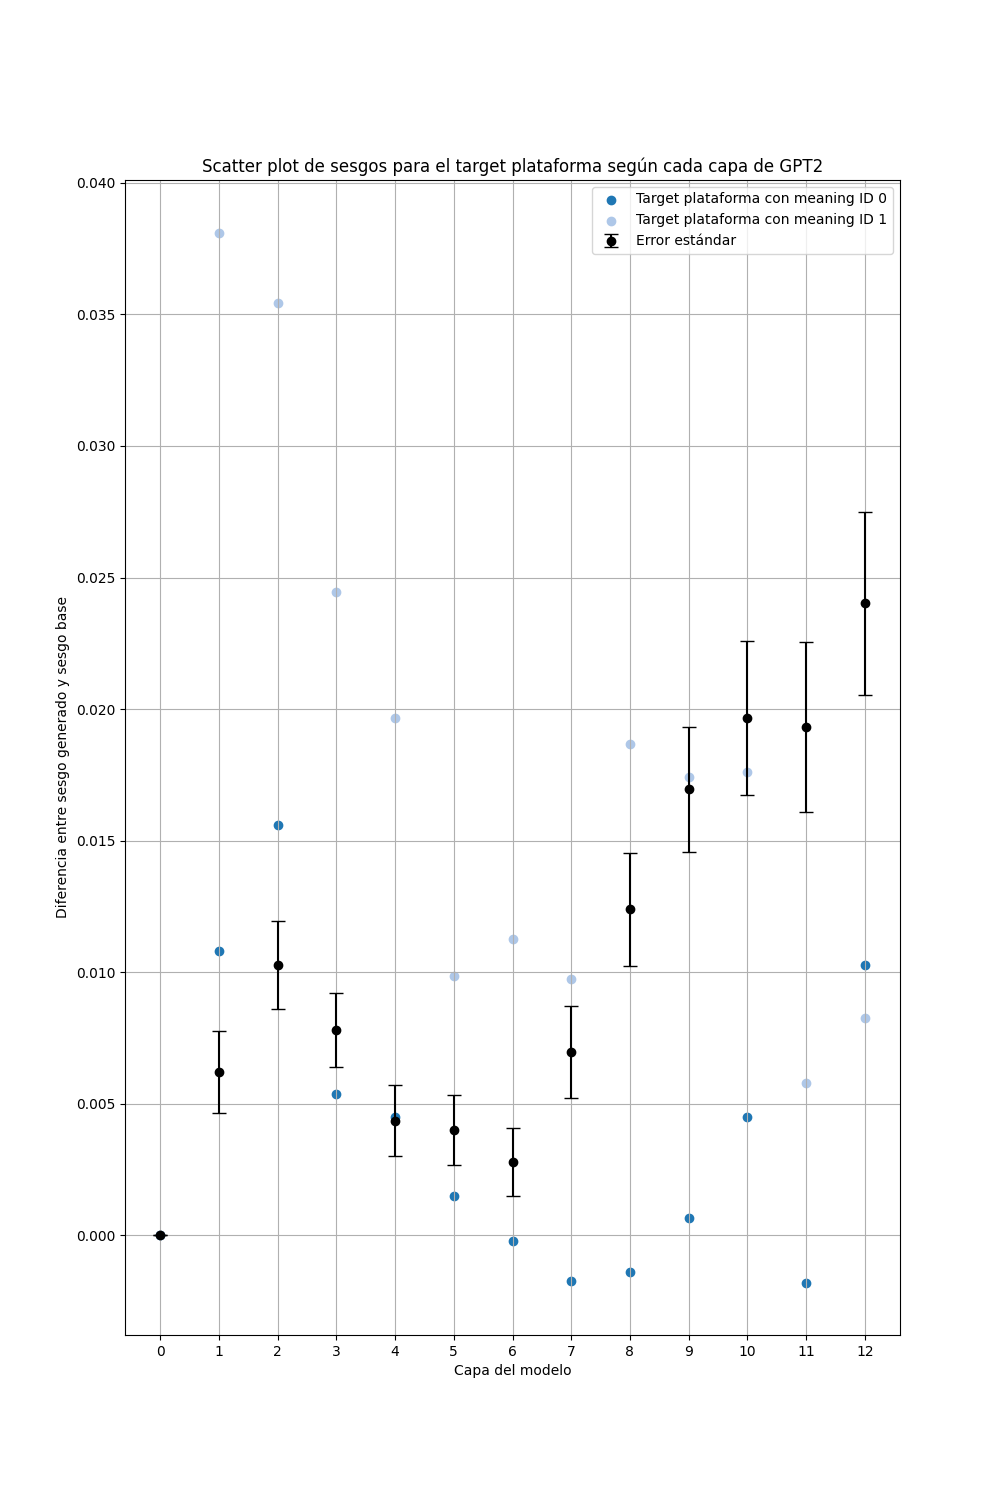 Scatter plot de sesgos para el target plataforma según cada capa de GPT2
Target plataforma con meaning ID 0
Target plataforma con meaning ID 1
Error estándar
Diferencia entre sesgo generado y sesgo base
0.040
0.035
0.030
0.025
0.020
0.015
0.010
0.005
0.000
0 1 2 3 4 5 6 7 8 9 10 11 12
Capa del modelo